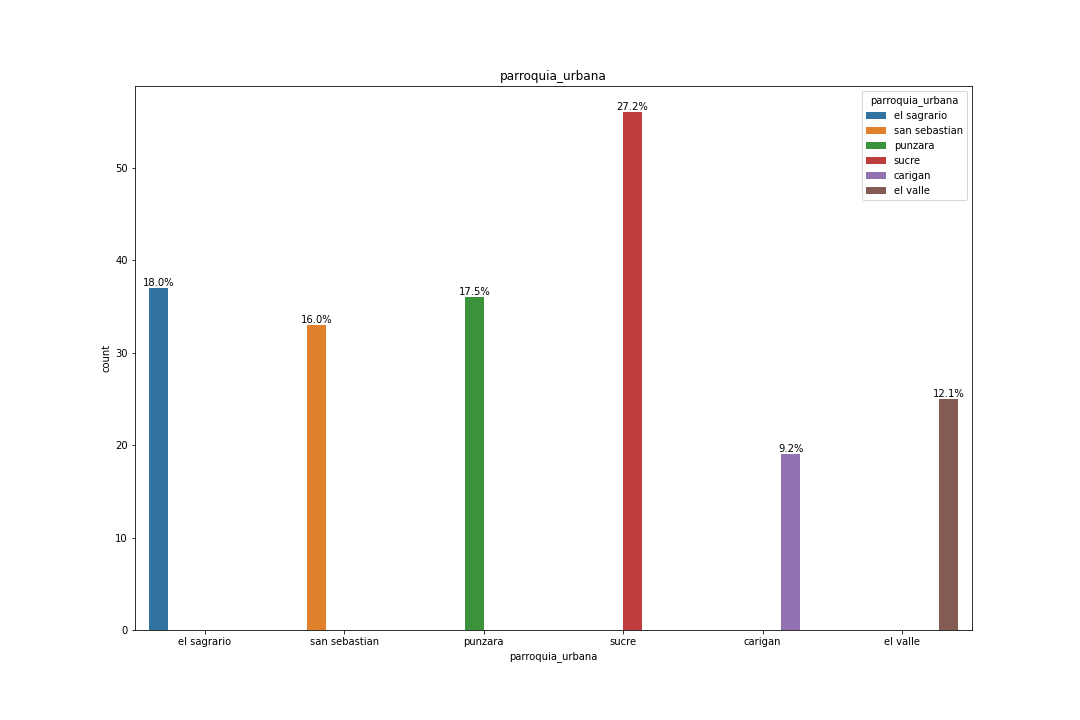 parroquia_urbana
27.2%
parroquia_urbana
el sagrario
san sebastian
punzara
sucre
carigan
el valle
50
40
18.0%
17.5%
16.0%
30
count
12.1%
20
9.2%
10
0
el sagrario san sebastian punzara sucre carigan el valle
parroquia_urbana